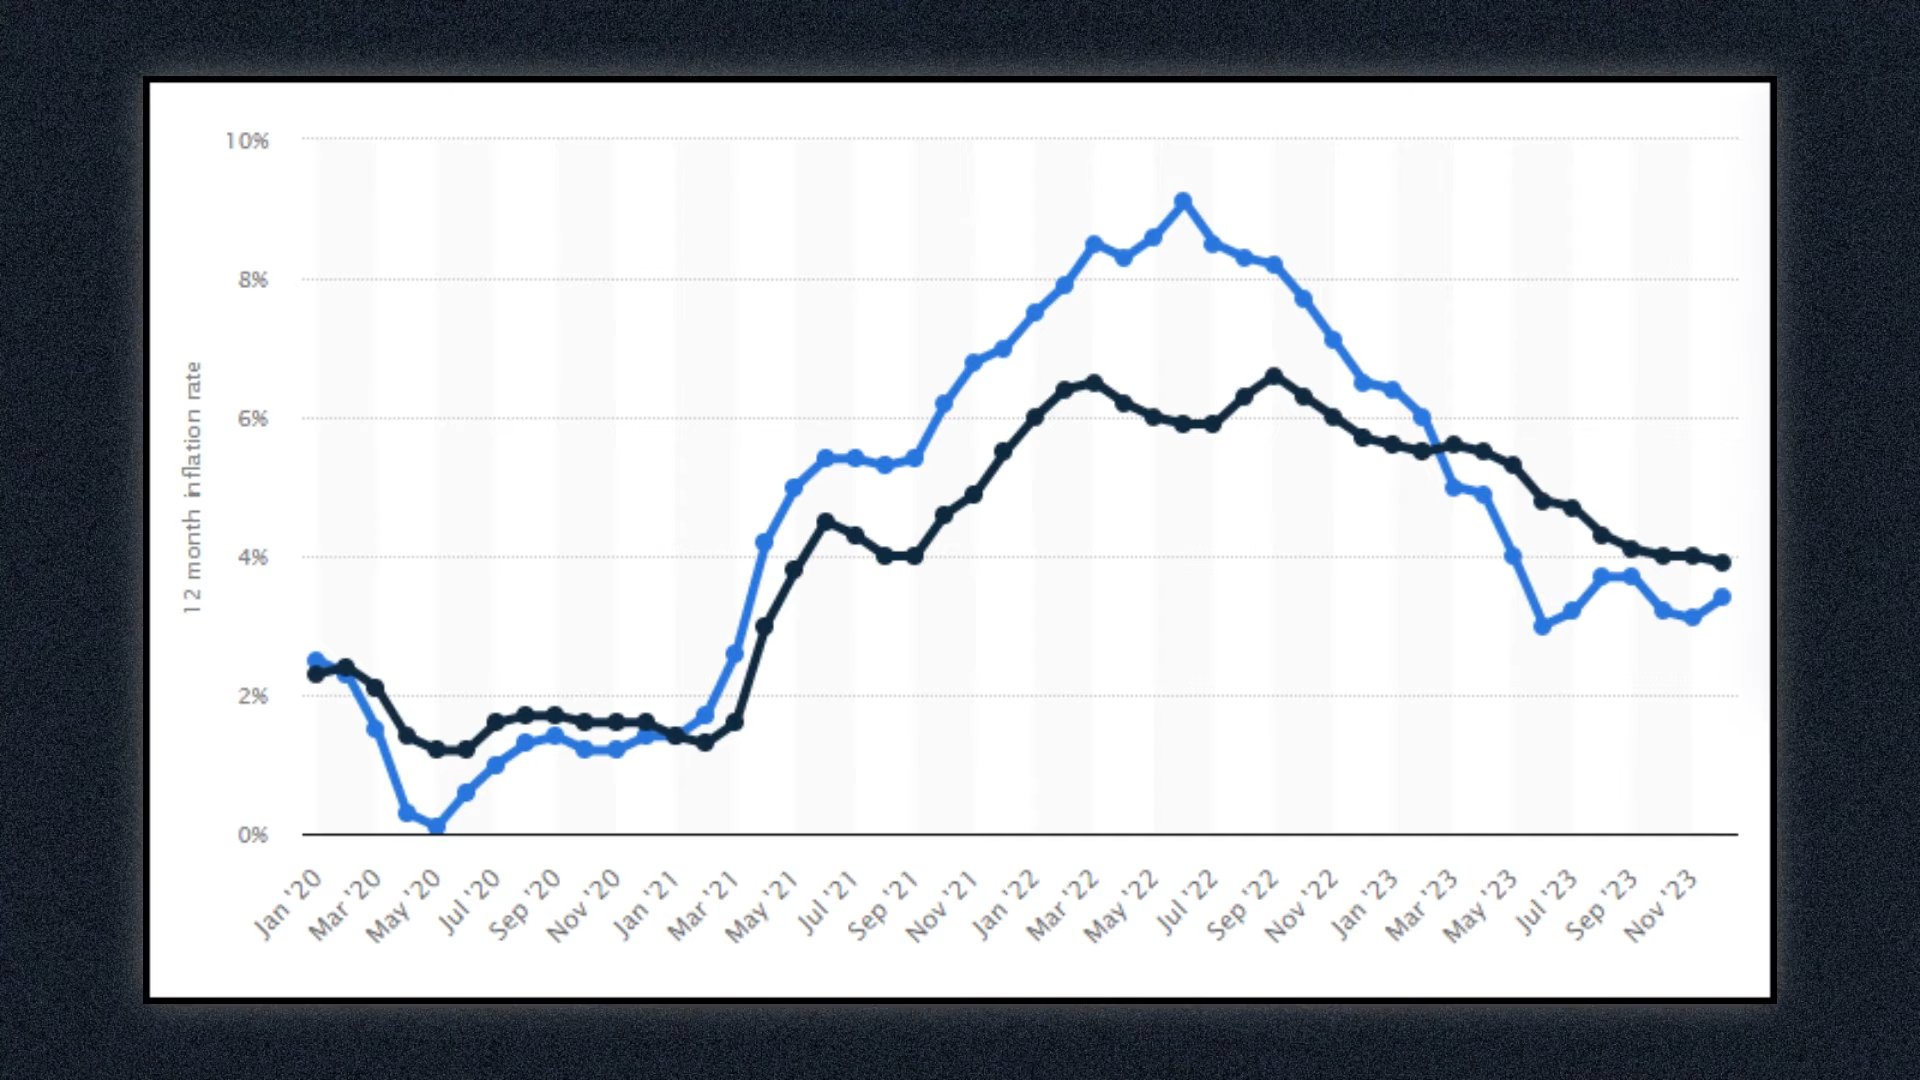 10%
8%
6%
4%
2%
0%
12 month inflation rate
Jan '20
Mar '20
May '20
Jul '20
Sep '20
Nov '20
Jan '21
Mar '21
May '21
Jul '21
Sep '21
Nov '21
Jan '22
Mar '22
May '22
Jul '22
Sep '22
Nov '22
Jan '23
Mar '23
May '23
Jul '23
Sep '23
Nov '23